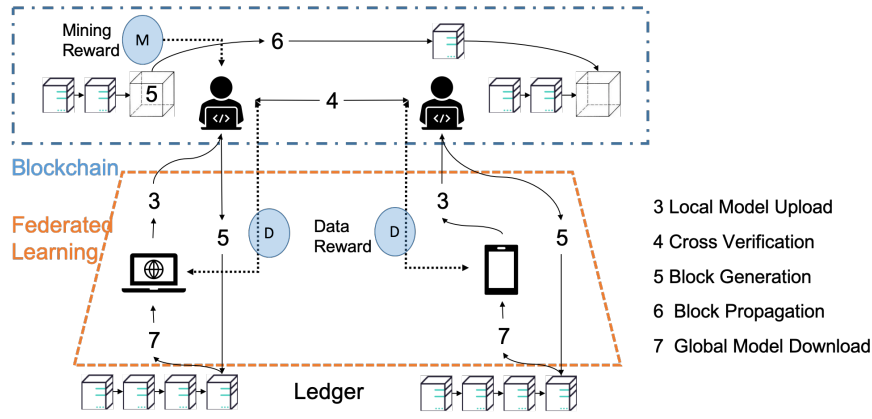 Mining
Reward
M
6
5
</>
4
</>
Blockchain
Federated
Learning
3
5
D
Data
Reward
D
3
5
7
7
Ledger
3 Local Model Upload
4 Cross Verification
5 Block Generation
6 Block Propagation
7 Global Model Download